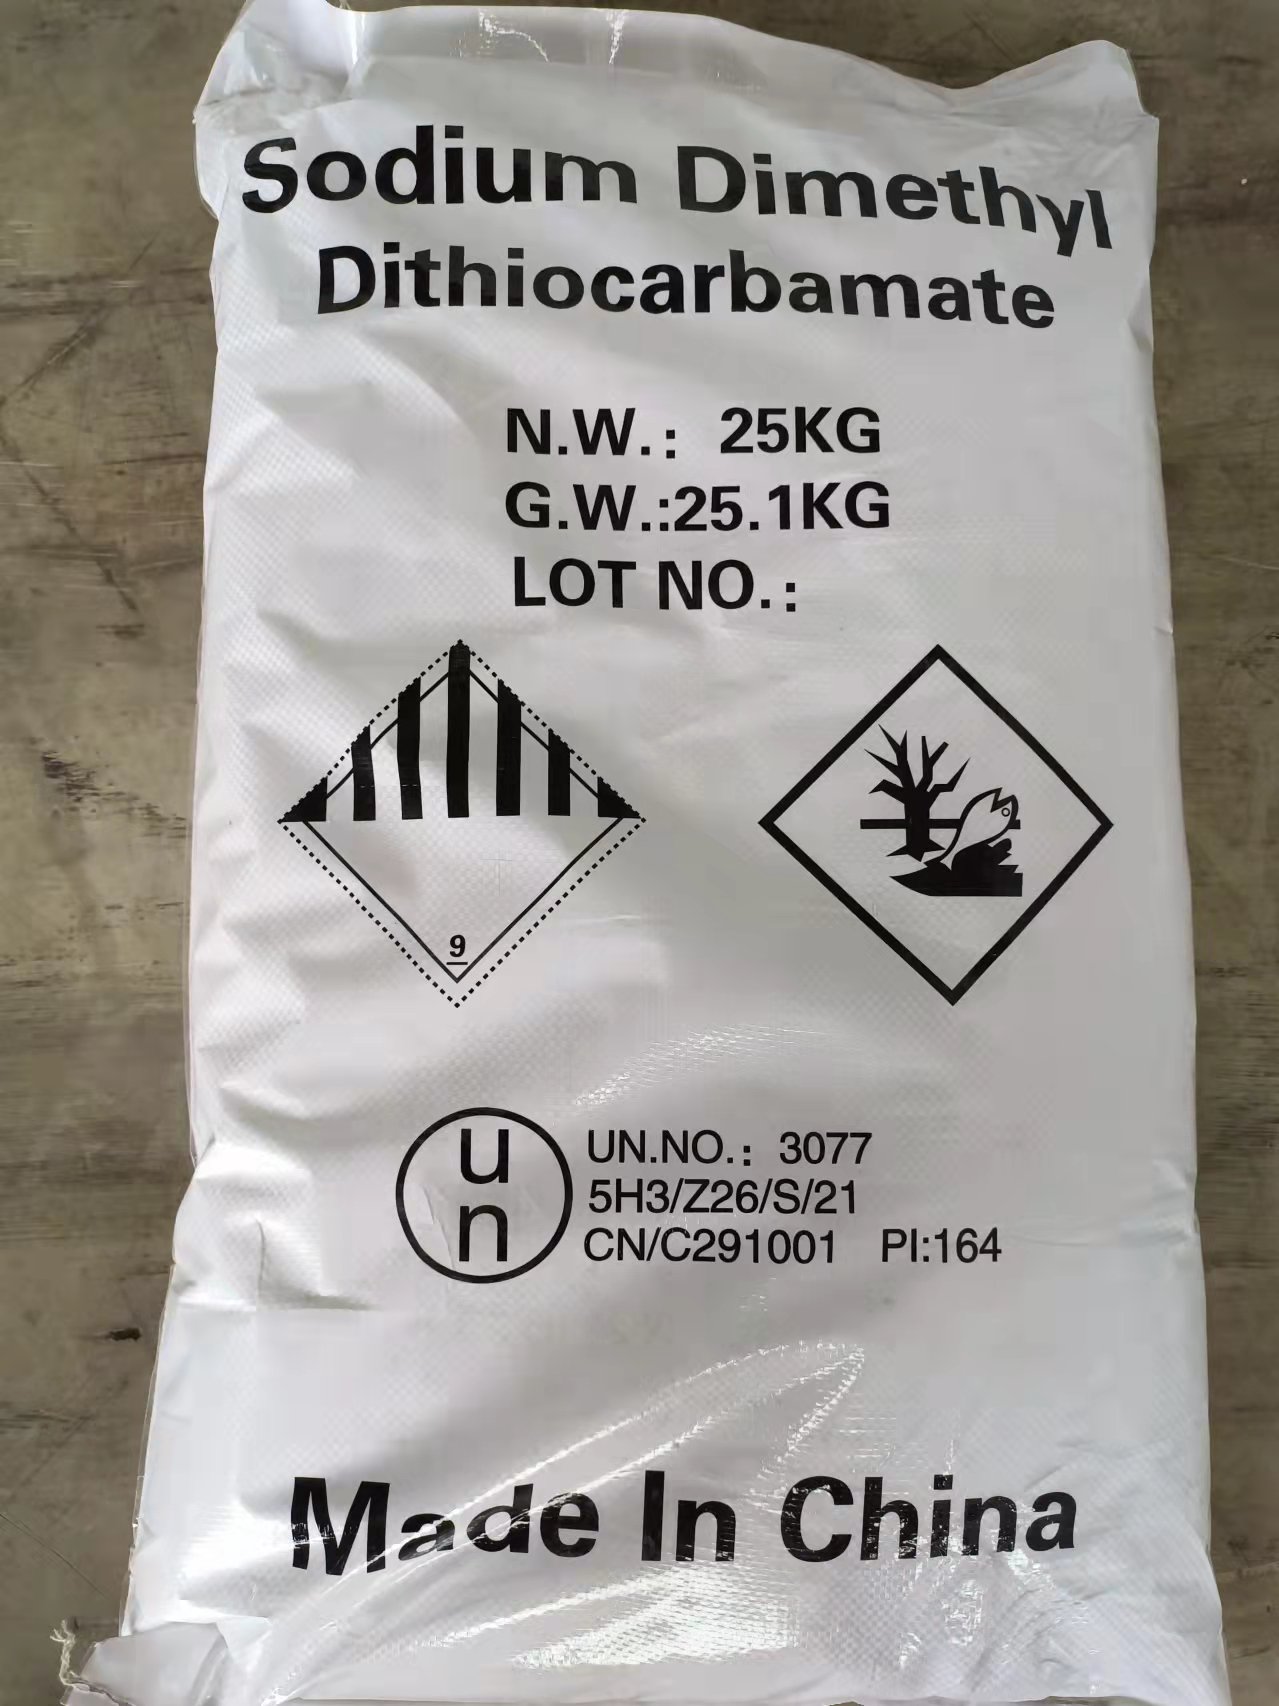 Sodium Dimethyl
Dithiocarbamate
N.W.: 25KG
G.W.:25.1KG
LOT NO.:
9
un
UN.NO.: 3077
5H3/Z26/S/21
CN/C291001 PI:164
Made In China